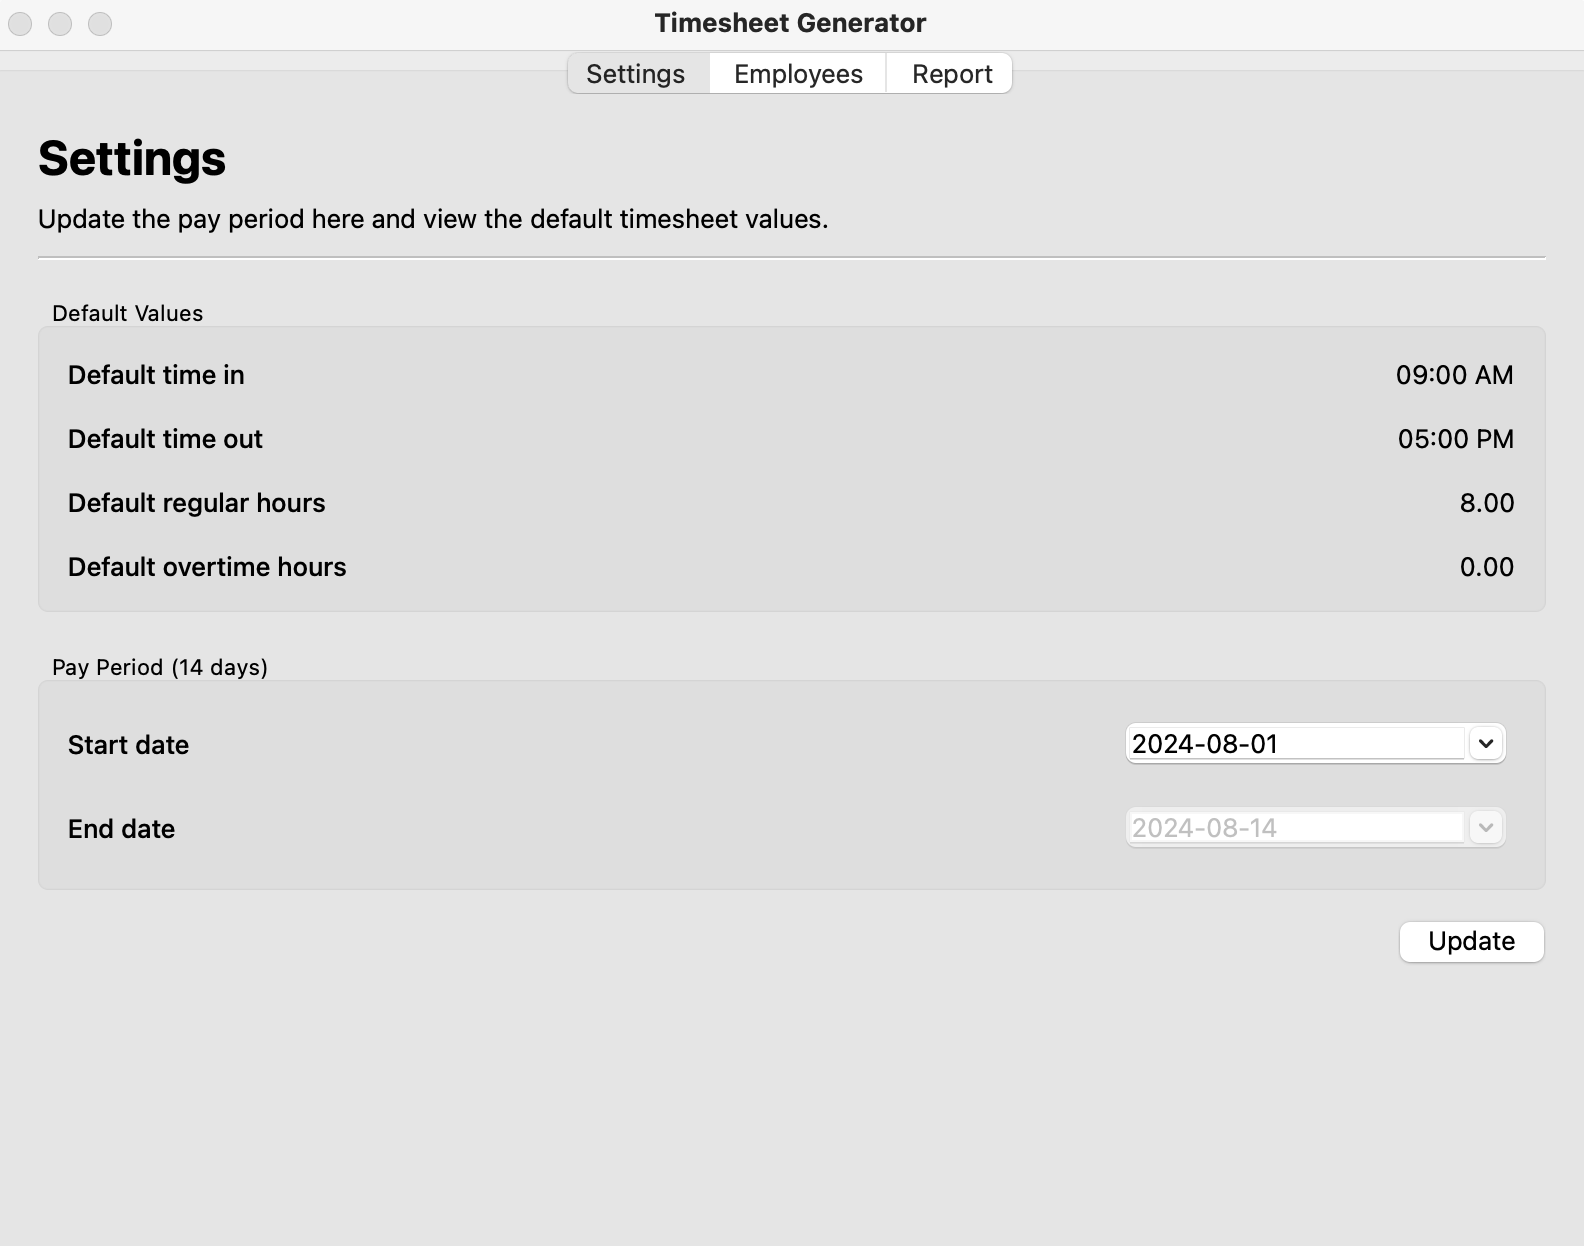 Timesheet Generator
Settings Employees Report
Settings
Update the pay period here and view the default timesheet values.
Default Values
Default time in 09:00 AM
Default time out 05:00 PM
Default regular hours 8.00
Default overtime hours 0.00
Pay Period (14 days)
Start date 2024-08-01
End date 2024-08-14
Update